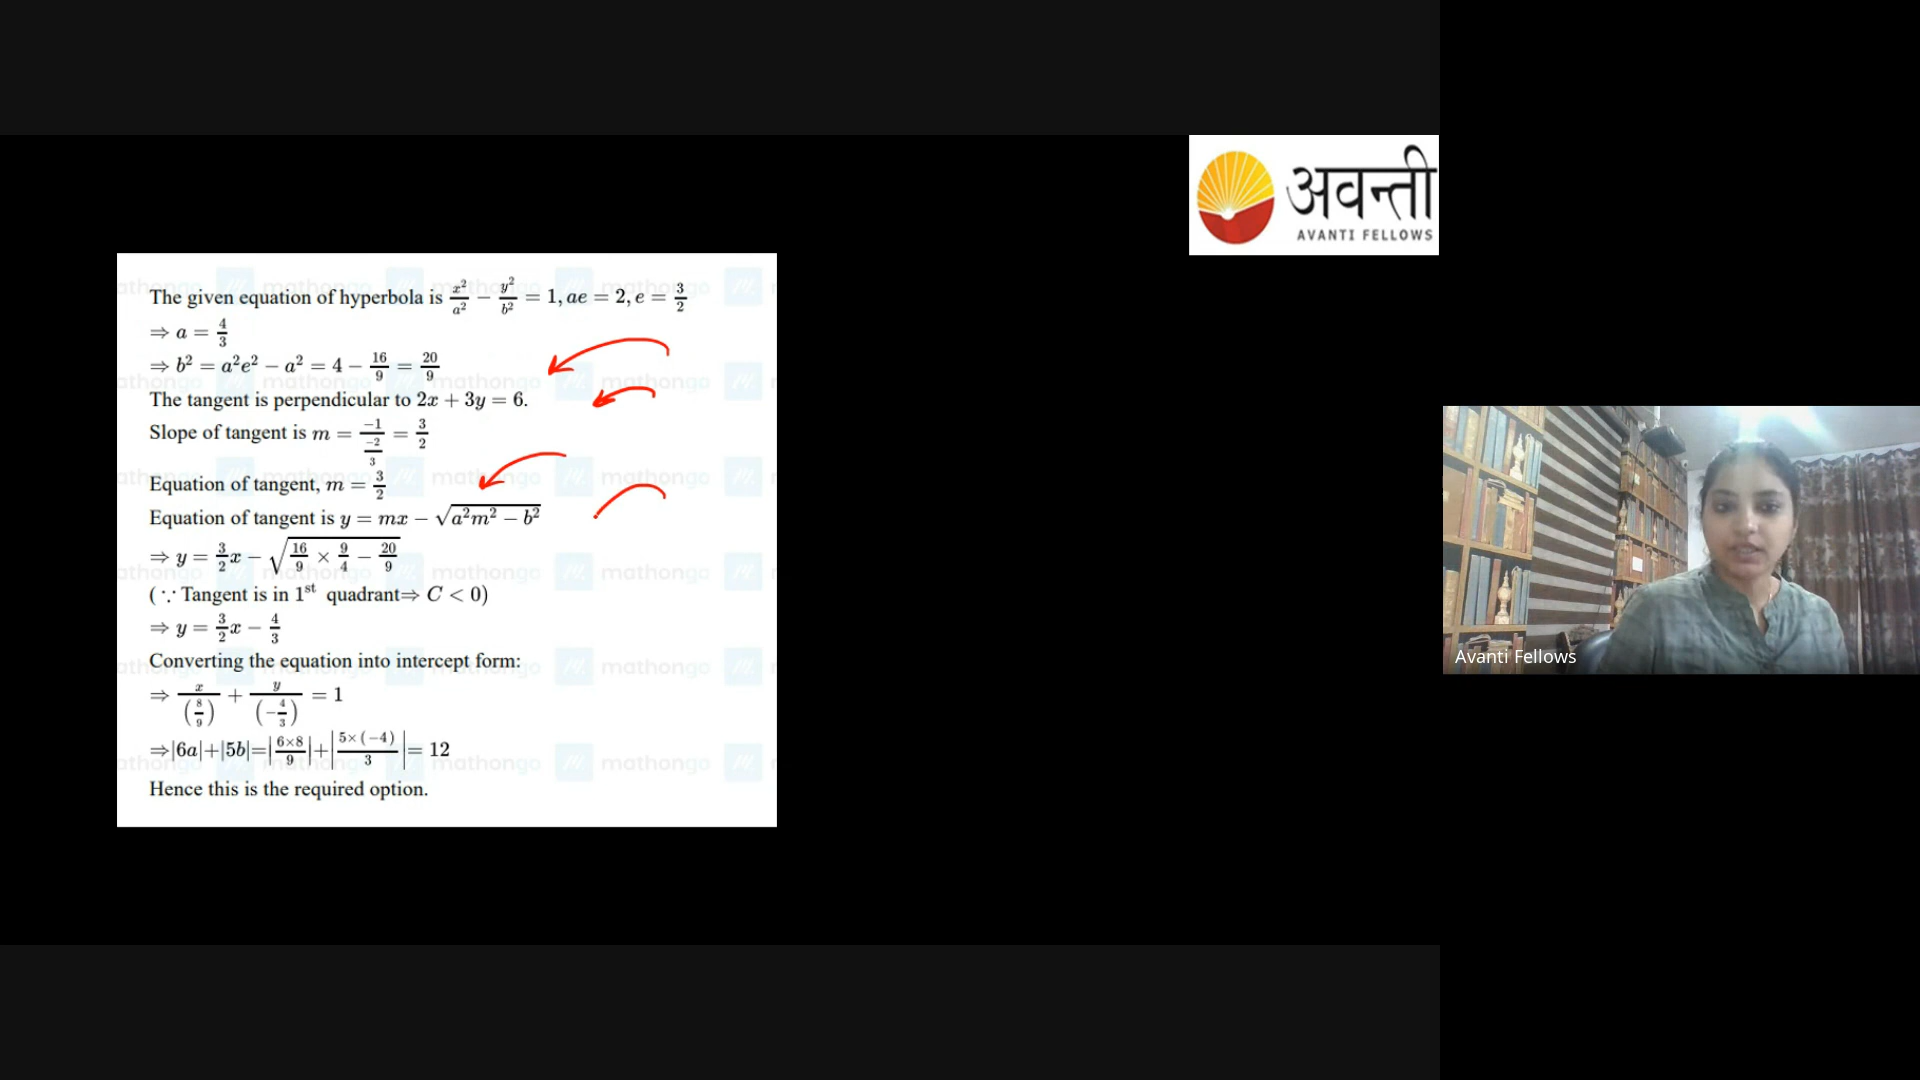 अवन्ती
AVANTI FELLOWS
The given equation of hyperbola is x²/a² − y²/b² = 1, ae = 2, e = 3/2
⇒ a = 4/3
⇒ b² = a²e² − a² = 4 − 16/9 = 20/9
The tangent is perpendicular to 2x + 3y = 6.
Slope of tangent is m = −1/(−2/3) = 3/2
Equation of tangent, m = 3/2
Equation of tangent is y = mx − √(a²m² − b²)
⇒ y = 3/2 x − √(16/9 × 9/4 − 20/9)
(∵ Tangent is in 1st quadrant⇒ C < 0)
⇒ y = 3/2 x − 4/3
Converting the equation into intercept form:
⇒ x/(8/9) + y/(−4/3) = 1
⇒|6a|+|5b|=|6×8/9|+|5×(−4)/3|= 12
Hence this is the required option.
mathongo
Avanti Fellows